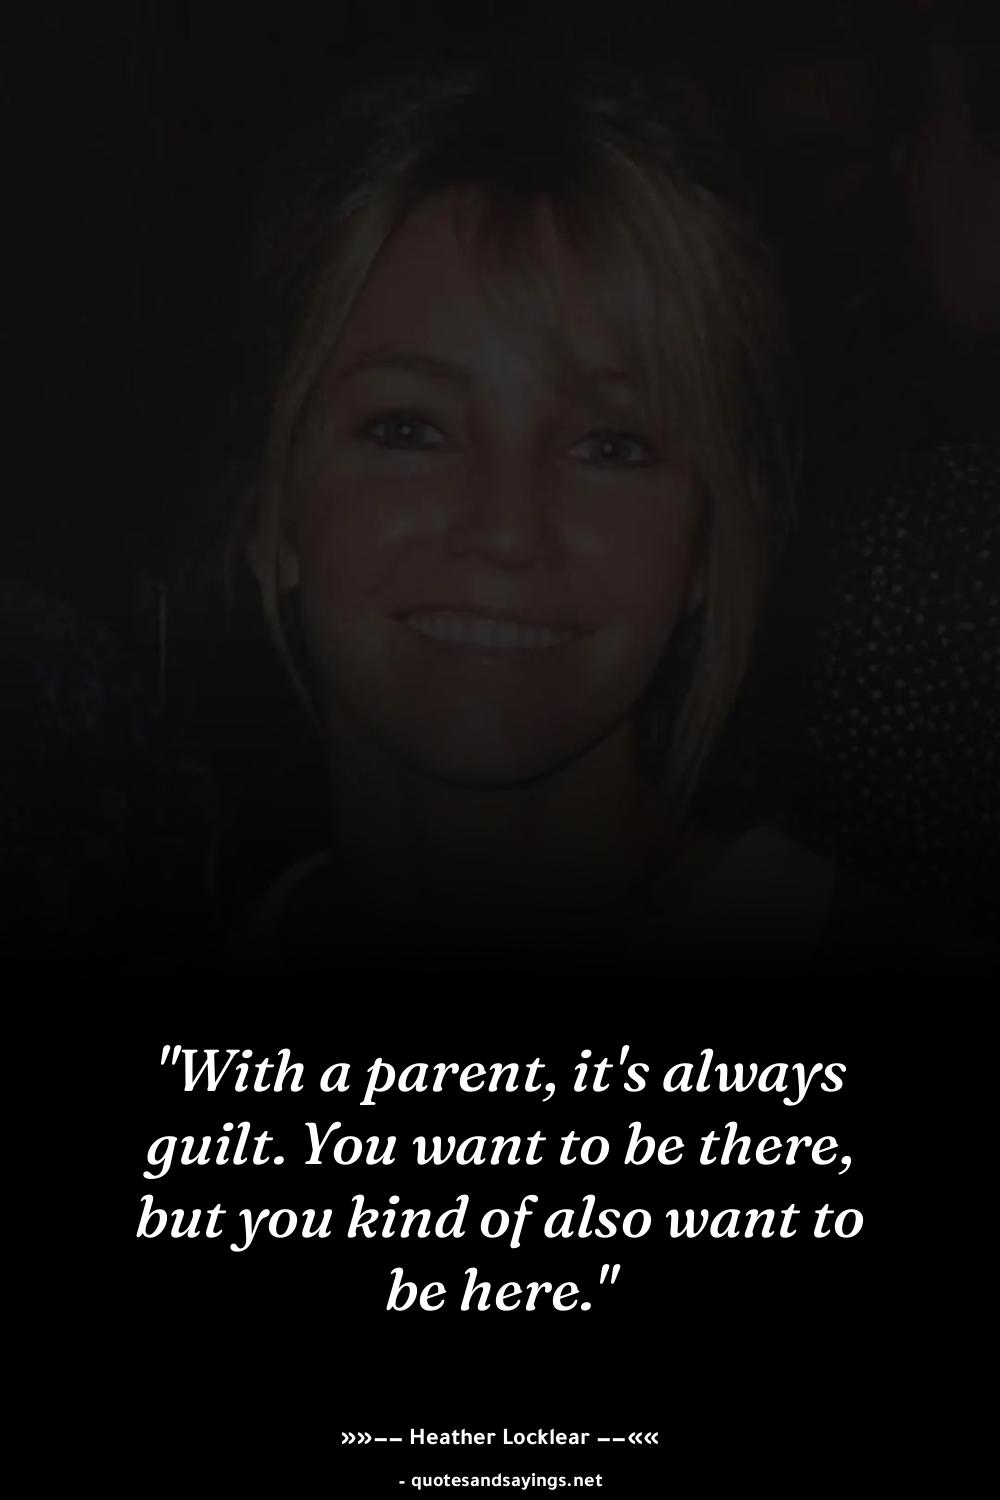 "With a parent, it's always
guilt. You want to be there,
but you kind of also want to
be here."
»»—— Heather Locklear ——««
- quotesandsayings.net